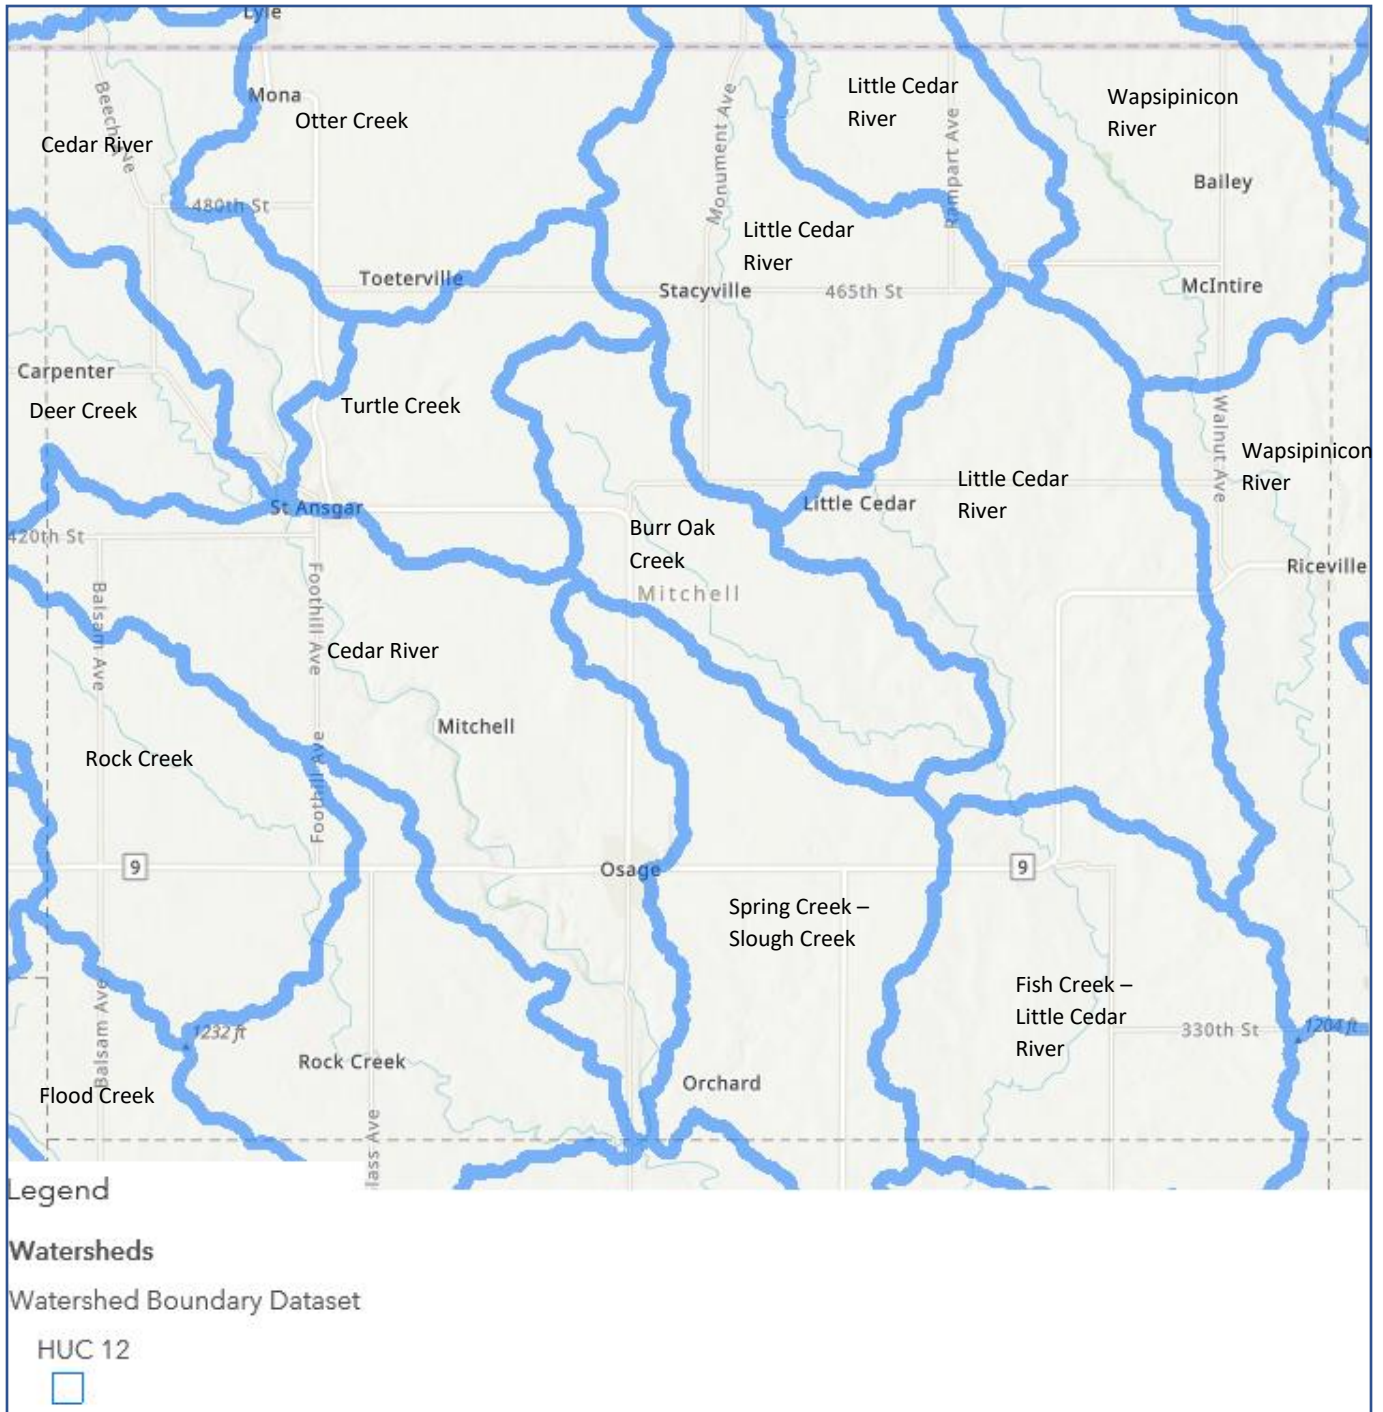 Lyle
Mona
Otter Creek
Beech Ave
Cedar River
Little Cedar
River
Wapsipinicon
River
Monument Ave
Rampart Ave
Bailey
480th St
Little Cedar
River
Toeterville
Stacyville
465th St
McIntire
Carpenter
Deer Creek
Turtle Creek
Walnut Ave
Wapsipinicon
River
Little Cedar
River
Little Cedar
St Ansgar
420th St
Burr Oak
Creek
Mitchell
Riceville
Balsam Ave
Foothill Ave
Cedar River
Mitchell
Rock Creek
Foothill Ave
9
Osage
9
Spring Creek –
Slough Creek
Fish Creek –
Little Cedar
River
Balsam Ave
1232 ft
330th St
1204 ft
Rock Creek
Orchard
Flood Creek
lass Ave
Legend
Watersheds
Watershed Boundary Dataset
HUC 12